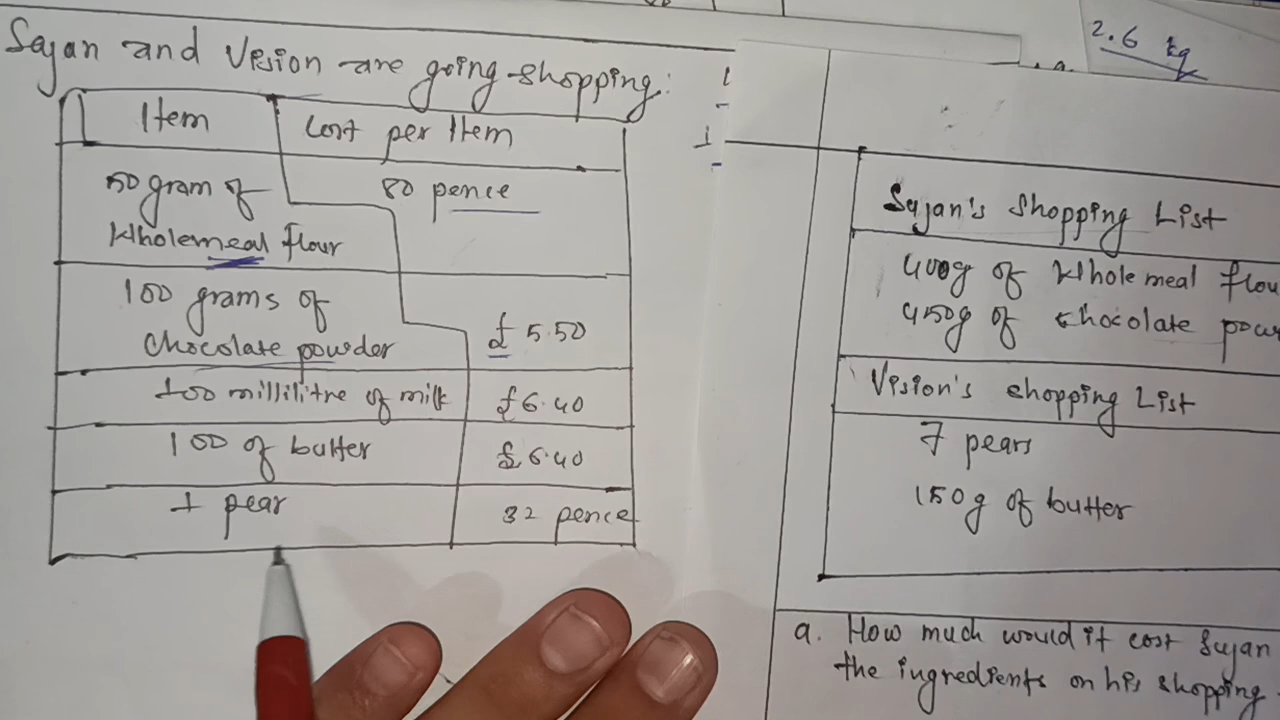 2.6 kg
Sajan and Vision are going shopping:
Item
Cost per Item
50 gram of
Wholemeal flour
80 pence
100 grams of
Chocolate powder
£ 5.50
100 millilitre of milk
£6.40
100 of butter
£6.40
1 pear
32 pence
Sujan's Shopping List
400g of Wholemeal flou
450g of chocolate pow
Vision's shopping List
7 pears
150g of butter
a. How much would it cost Sujan
the ingredients on his shopping